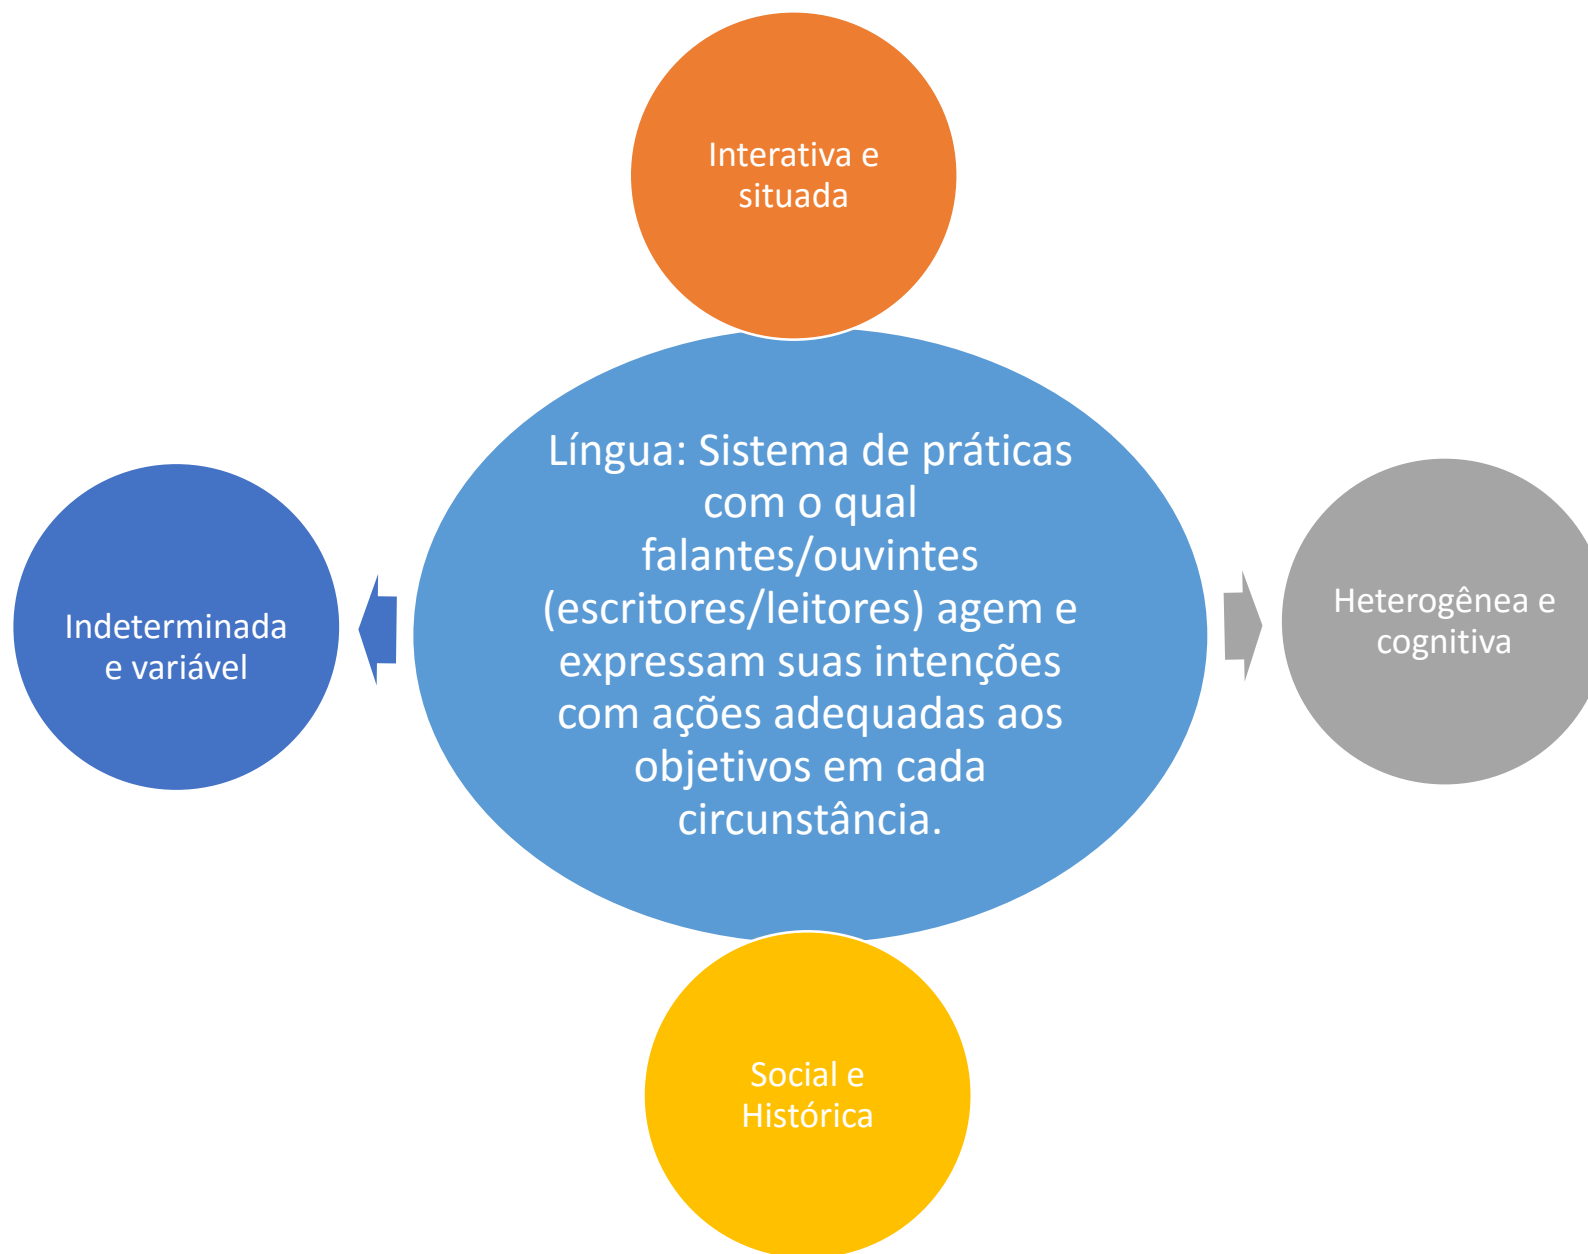 Interativa e
situada
Língua: Sistema de práticas
com o qual
falantes/ouvintes
(escritores/leitores) agem e
expressam suas intenções
com ações adequadas aos
objetivos em cada
circunstância.
Indeterminada
e variável
Heterogênea e
cognitiva
Social e
Histórica